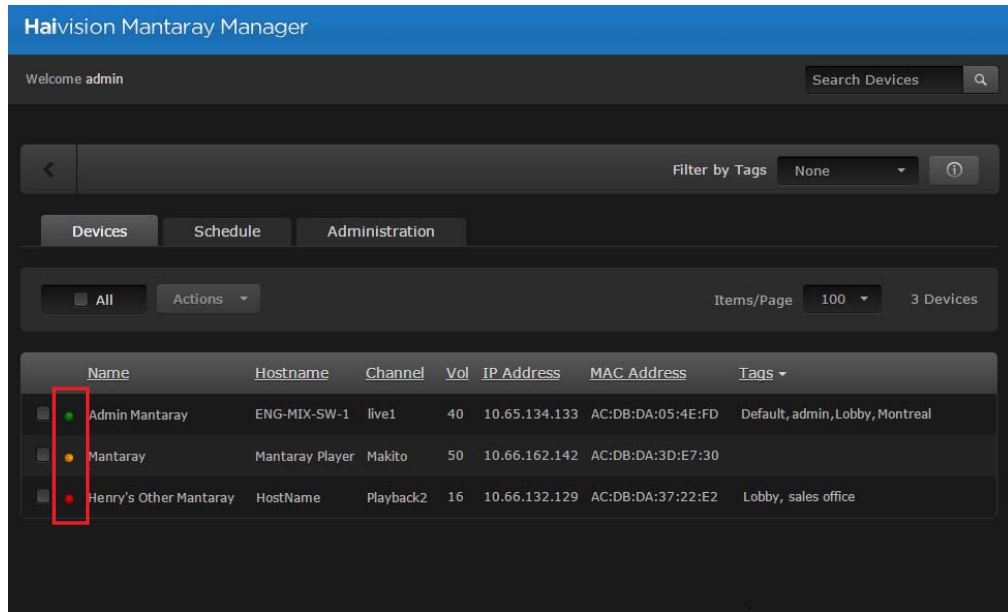 Haivision Mantaray Manager
Welcome admin
Search Devices
Filter by Tags None
Devices Schedule Administration
All Actions Items/Page 100 3 Devices
Name Hostname Channel Vol IP Address MAC Address Tags
Admin Mantaray ENG-MIX-SW-1 live1 40 10.65.134.133 AC:DB:DA:05:4E:FD Default, admin, Lobby, Montreal
Mantaray Mantaray Player Makito 50 10.66.162.142 AC:DB:DA:3D:E7:30
Henry's Other Mantaray HostName Playback2 16 10.66.132.129 AC:DB:DA:37:22:E2 Lobby, sales office